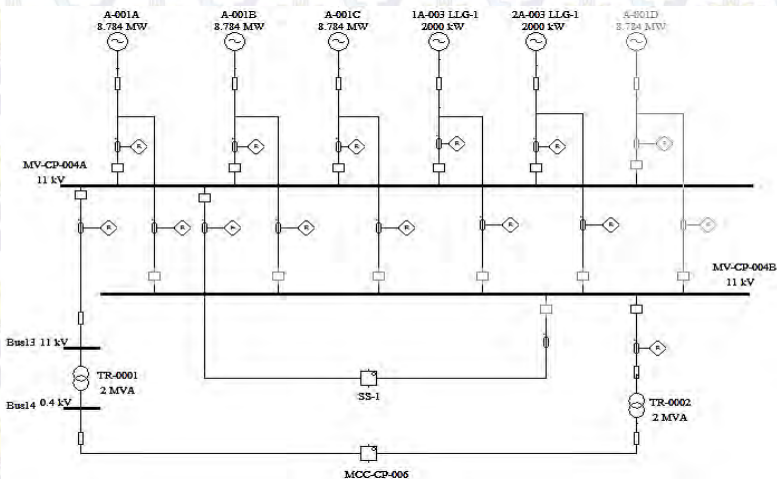 A-001A
8.784 MW
A-001B
8.784 MW
A-001C
8.784 MW
1A-003 LLG-1
2000 kW
2A-003 LLG-1
2000 kW
A-001D
8.784 MW
R
R
R
R
R
R
MV-CP-004A
11 kV
R
R
R
R
R
R
R
R
MV-CP-004B
11 kV
Bus13 11 kV
R
TR-0001
2 MVA
SS-1
Bus14 0.4 kV
TR-0002
2 MVA
MCC-CP-006